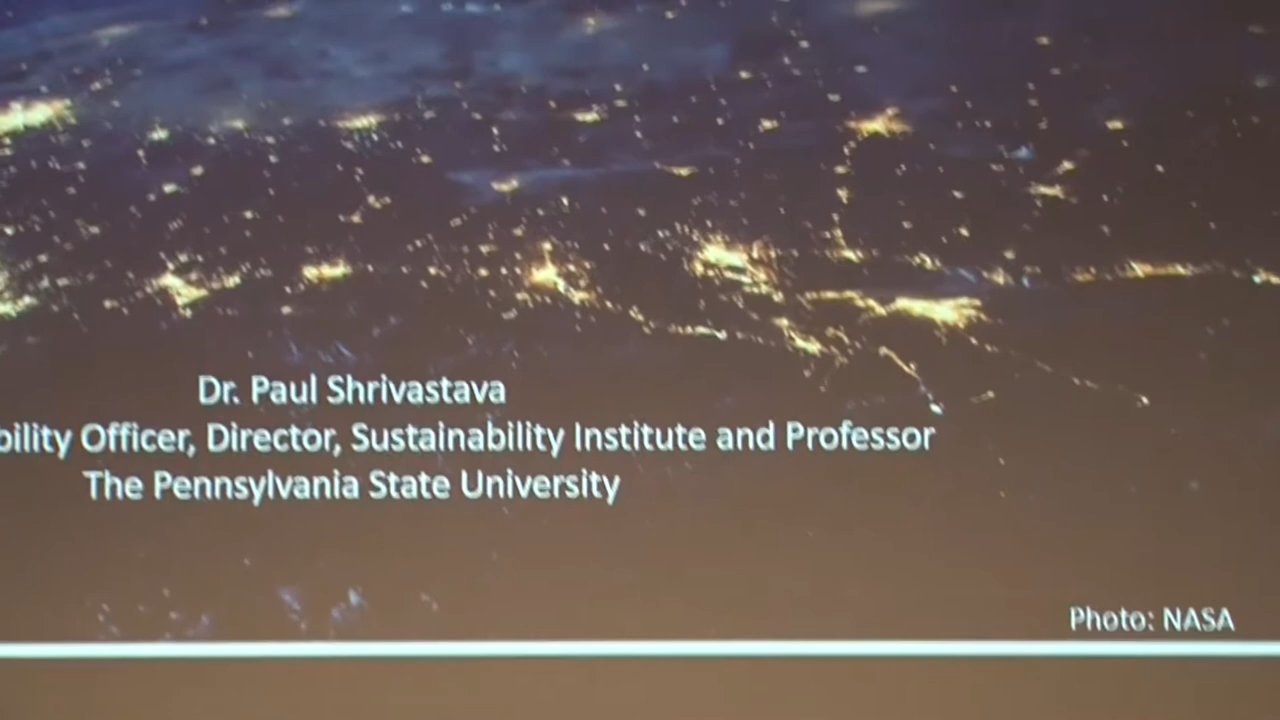 Dr. Paul Shrivastava
bility Officer, Director, Sustainability Institute and Professor
The Pennsylvania State University
Photo: NASA